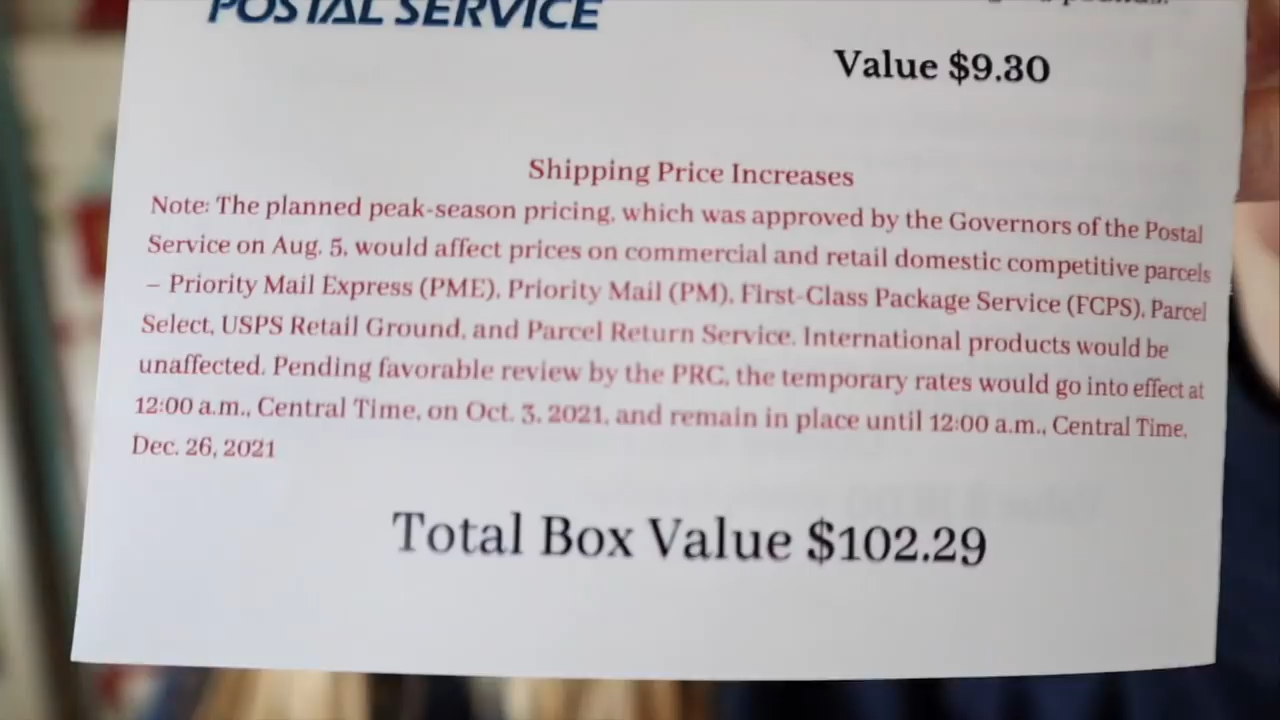 POSTAL SERVICE
Value $9.30
Shipping Price Increases
Note: The planned peak-season pricing, which was approved by the Governors of the Postal
Service on Aug. 5, would affect prices on commercial and retail domestic competitive parcels
– Priority Mail Express (PME), Priority Mail (PM), First-Class Package Service (FCPS), Parcel
Select, USPS Retail Ground, and Parcel Return Service. International products would be
unaffected. Pending favorable review by the PRC, the temporary rates would go into effect at
12:00 a.m., Central Time, on Oct. 3, 2021, and remain in place until 12:00 a.m., Central Time,
Dec. 26, 2021
Total Box Value $102.29